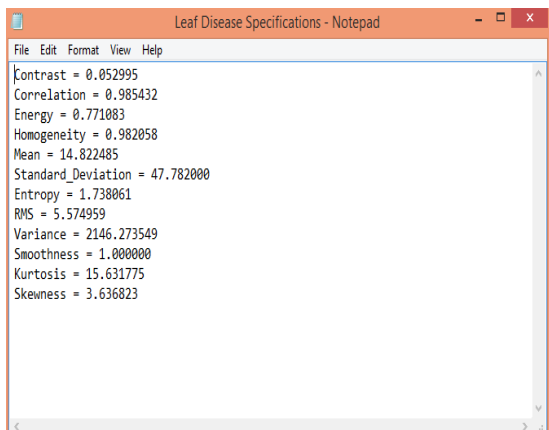 Leaf Disease Specifications - Notepad
File Edit Format View Help
Contrast = 0.052995
Correlation = 0.985432
Energy = 0.771083
Homogeneity = 0.982058
Mean = 14.822485
Standard_Deviation = 47.782000
Entropy = 1.738061
RMS = 5.574959
Variance = 2146.273549
Smoothness = 1.000000
Kurtosis = 15.631775
Skewness = 3.636823